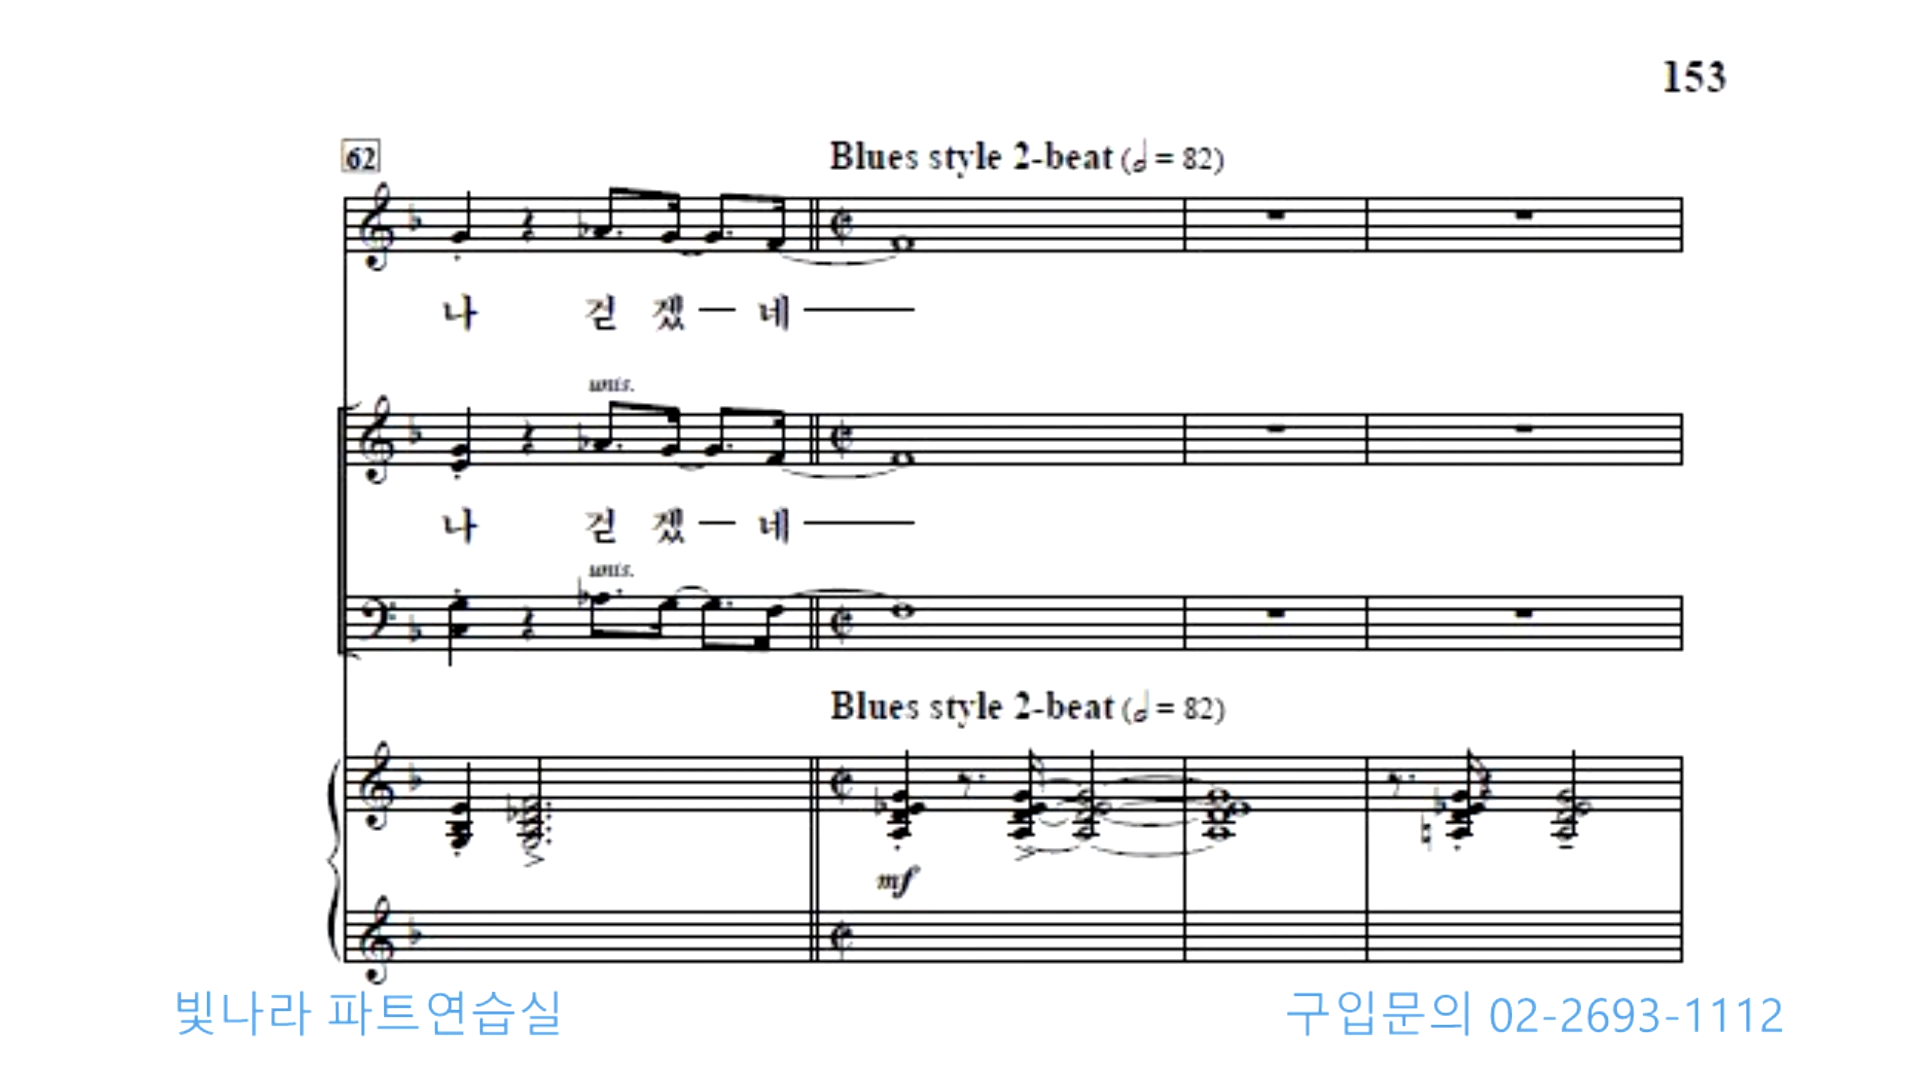 153
62
Blues style 2-beat (𝅗𝅥 = 82)
나 걷 겠 — 네 —
unis.
나 걷 겠 — 네 —
unis.
Blues style 2-beat (𝅗𝅥 = 82)
mf
빛나라 파트연습실
구입문의 02-2693-1112